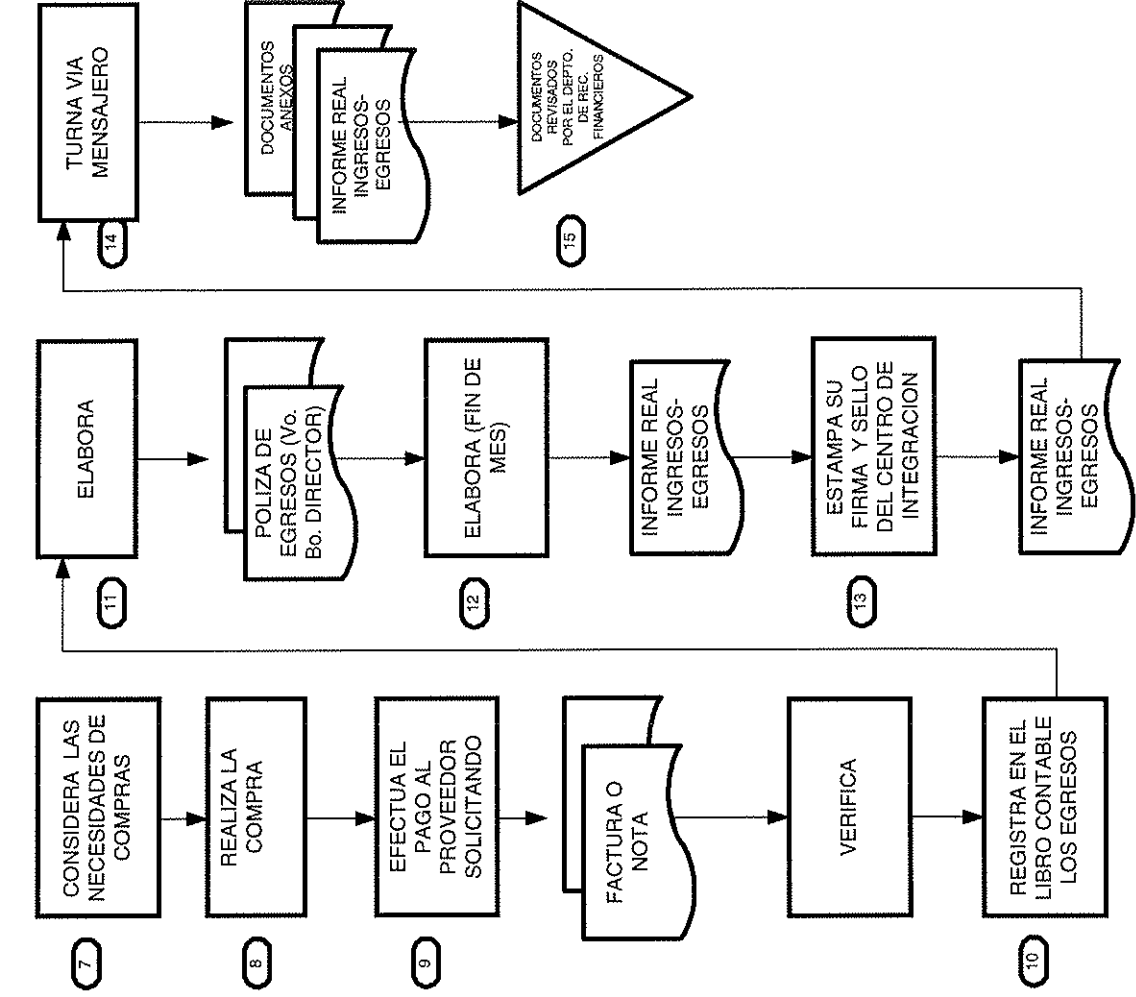 7
CONSIDERA LAS
NECESIDADES DE
COMPRAS
8
REALIZA LA
COMPRA
9
EFECTUA EL
PAGO AL
PROVEEDOR
SOLICITANDO
FACTURA O
NOTA
VERIFICA
10
REGISTRA EN EL
LIBRO CONTABLE
LOS EGRESOS
11
ELABORA
POLIZA DE
EGRESOS (Vo.
Bo. DIRECTOR)
12
ELABORA (FIN DE
MES)
INFORME REAL
INGRESOS-
EGRESOS
13
ESTAMPA SU
FIRMA Y SELLO
DEL CENTRO DE
INTEGRACION
INFORME REAL
INGRESOS-
EGRESOS
14
TURNA VIA
MENSAJERO
DOCUMENTOS
ANEXOS
INFORME REAL
INGRESOS-
EGRESOS
15
DOCUMENTOS
REVISADOS
POR EL DEPTO.
DE REC.
FINANCIEROS